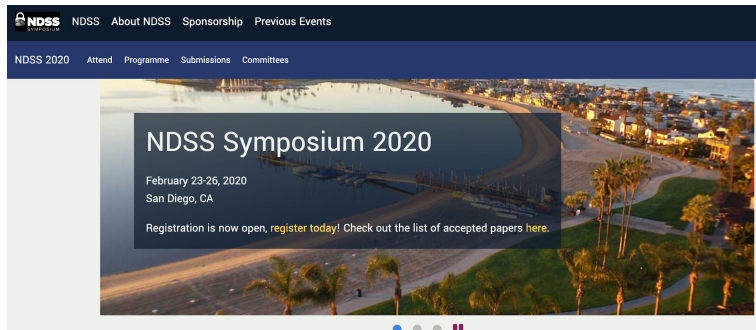 NDSS
SYMPOSIUM
NDSS About NDSS Sponsorship Previous Events
NDSS 2020 Attend Programme Submissions Committees
NDSS Symposium 2020
February 23-26, 2020
San Diego, CA
Registration is now open, register today! Check out the list of accepted papers here.